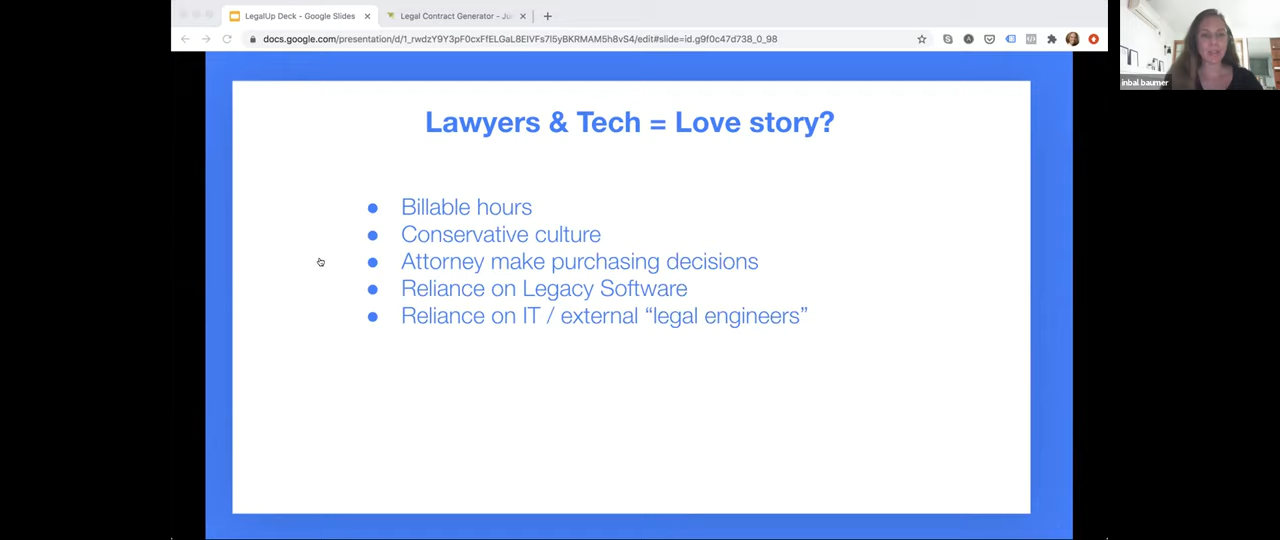 LegalUp Deck - Google Slides
Legal Contract Generator - Ju
docs.google.com/presentation/d/1_rwdzY9Y3pF0cxFfELGaL8EIVFs7I5yBKRMAM5h8vS4/edit#slide=id.g9f0c47d738_0_98
inbal baumer
Lawyers & Tech = Love story?
● Billable hours
● Conservative culture
● Attorney make purchasing decisions
● Reliance on Legacy Software
● Reliance on IT / external “legal engineers”